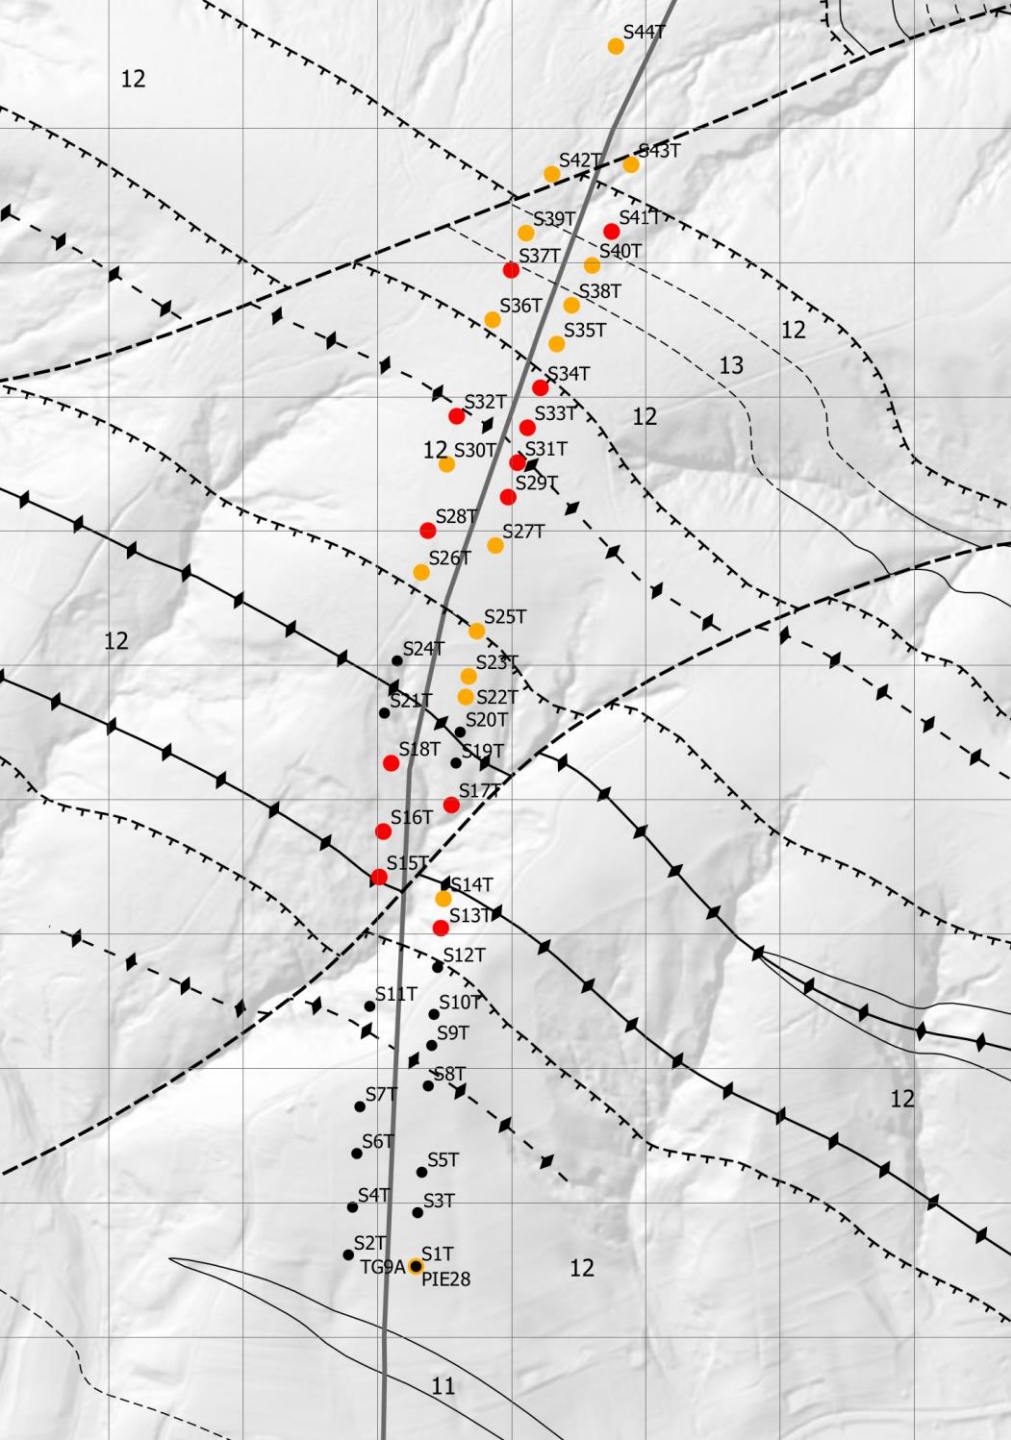 S44T
12
S43T
S42T
S41T
S39T
S40T
S37T
S38T
S36T
12
S35T
13
S34T
S32T
12
S33T
12
S30T
S31T
S29T
S28T
S27T
S26T
S25T
12
S24T
S23T
S21T
S22T
S20T
S18T
S19T
S17T
S16T
S15T
S14T
S13T
S12T
S11T
S10T
S9T
S8T
S7T
12
S6T
S5T
S4T
S3T
S2T
S1T
TG9A
12
PIE28
11